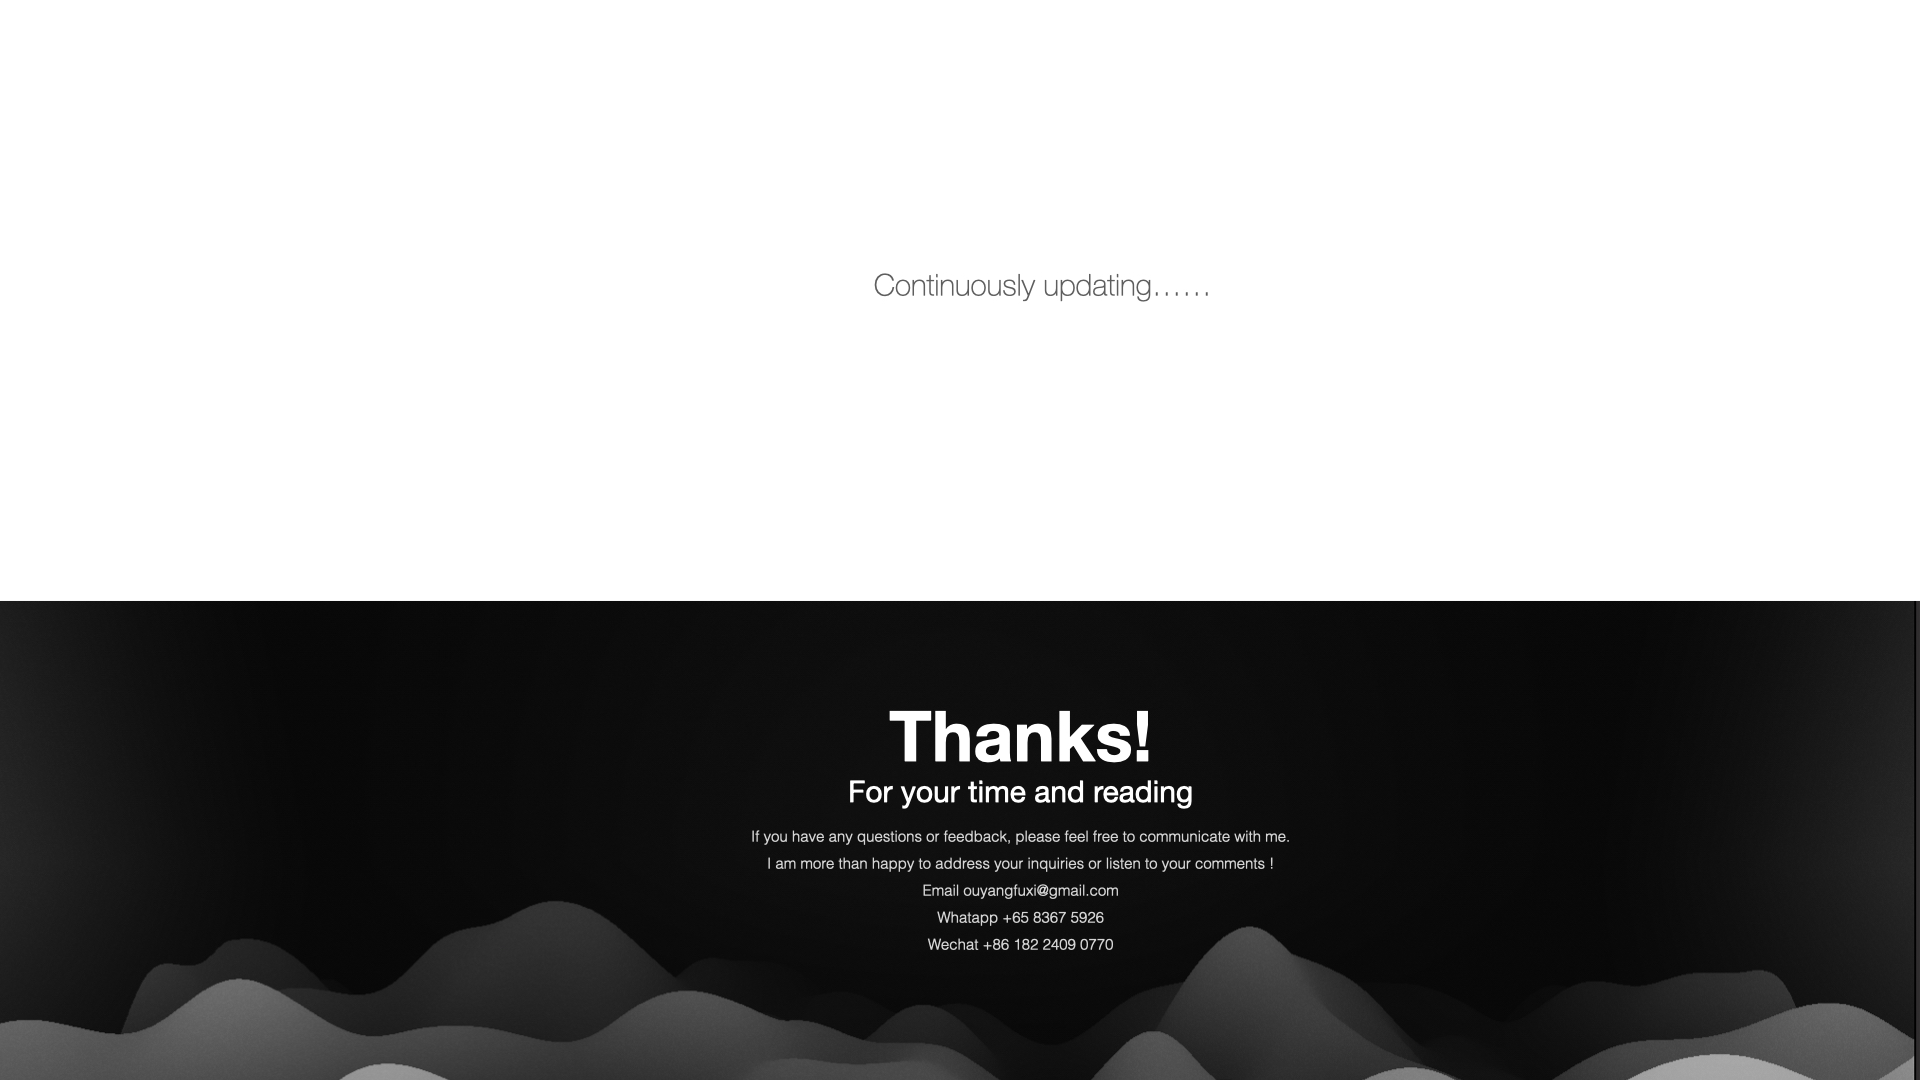 Continuously updating……
Thanks!
For your time and reading
If you have any questions or feedback, please feel free to communicate with me.
I am more than happy to address your inquiries or listen to your comments !
Email ouyangfuxi@gmail.com
Whatapp +65 8367 5926
Wechat +86 182 2409 0770